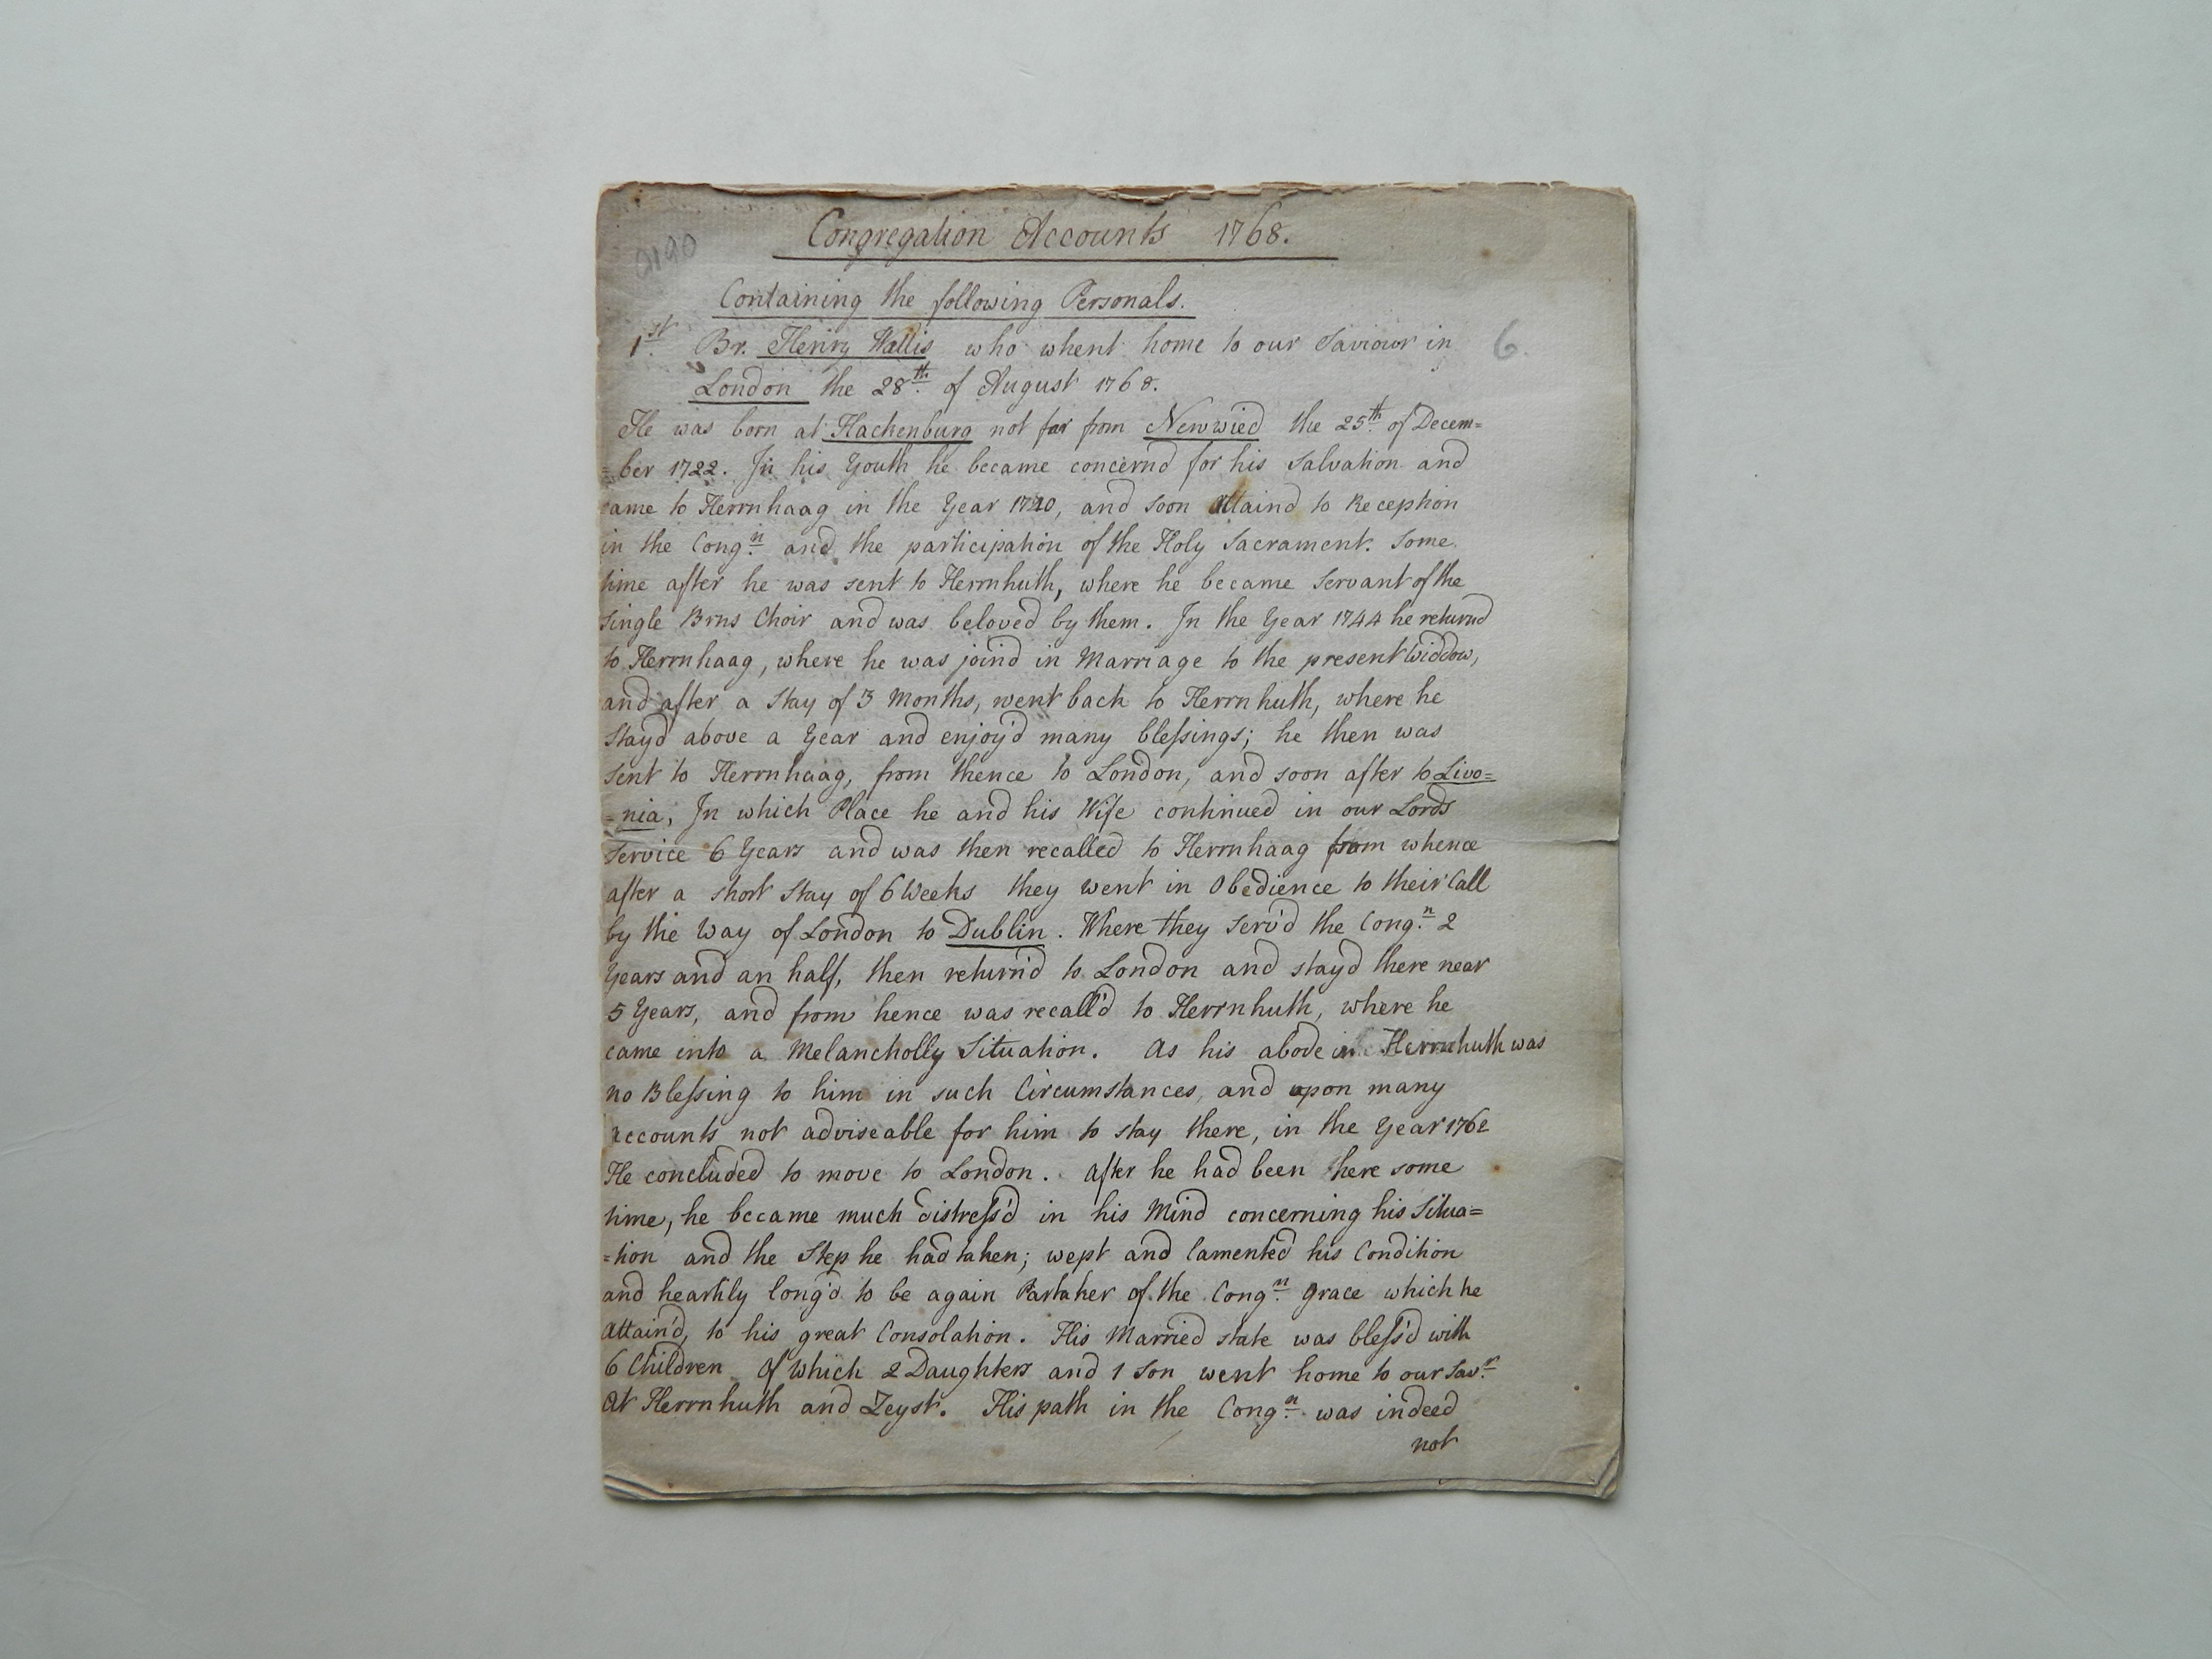 Congregation Accounts 1768.
2190
Containing the following Personals.
1st. Br. Henry Wallis who whent home to our Saviour in 6.
London the 28th. of August 1768.
He was born at Hackenburg not far from Newwied the 25th. of Decem=
=ber 1722. In his Youth he became concernd for his Salvation and
came to Herrnhaag in the Year 1740, and soon attaind to Reception
in the Congn. and the participation of the Holy Sacrament. Some
time after he was sent to Herrnhuth, where he became Servant of the
Single Brns Choir and was beloved by them. In the Year 1744 he returnd
to Herrnhaag, where he was joind in Marriage to the present Widdow,
and after a Stay of 3 Months, went back to Herrnhuth, where he
Stay'd above a Year and enjoy'd many blessings; he then was
Sent to Herrnhaag, from thence to London, and soon after to Livo=
=nia; In which Place he and his Wife continued in our Lords
Service 6 Years and was then recalled to Herrnhaag from whence
after a short Stay of 6 Weeks they went in Obedience to their Call
by the Way of London to Dublin. Where they Serv'd the Congn. 2
Years and an half, then return'd to London and stay'd there near
5 Years, and from hence was recall'd to Herrnhuth, where he
came into a Melancholly Situation. As his abode in Herrnhuth was
no Blessing to him in such Circumstances, and upon many
accounts not adviseable for him to stay there, in the Year 1762
He concluded to move to London. After he had been here some
time, he became much distress'd in his Mind concerning his Situa=
=tion and the Step he had taken; wept and lamented his Condition
and heartily long'd to be again Partaker of the Congn. Grace which he
Attain'd, to his great Consolation. His Married state was bless'd with
6 Children Of which 2 Daughters and 1 Son went home to our Savr.
At Herrnhuth and Zeyst. His path in the Congn. was indeed
not